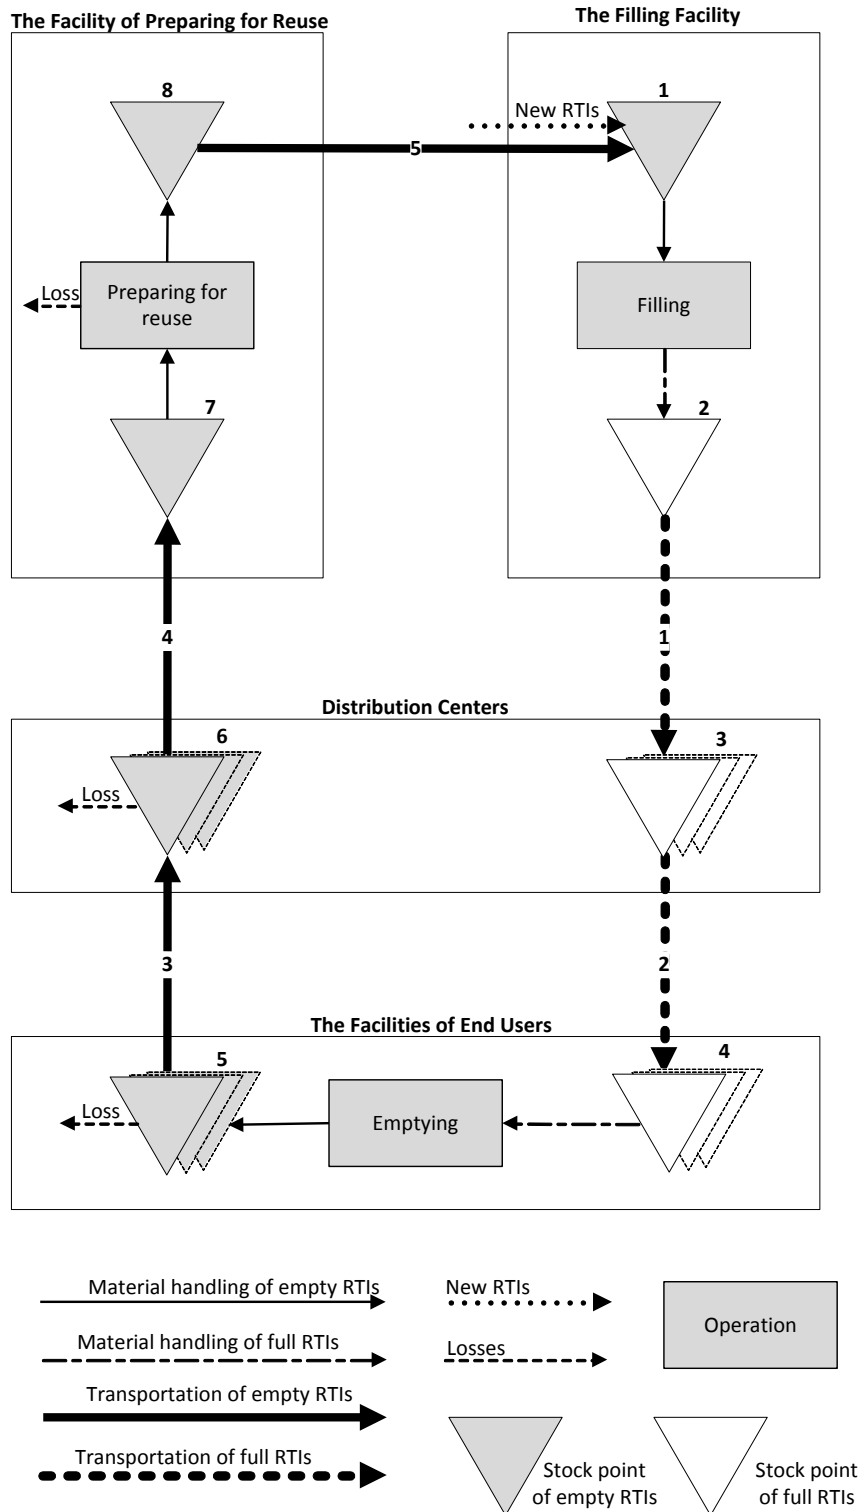 The Facility of Preparing for Reuse
The Filling Facility
8
1
New RTIs
5
Loss
Preparing for
reuse
Filling
7
2
4
1
Distribution Centers
6
3
Loss
3
2
The Facilities of End Users
5
4
Loss
Emptying
Material handling of empty RTIs
New RTIs
Operation
Material handling of full RTIs
Losses
Transportation of empty RTIs
Transportation of full RTIs
Stock point
of empty RTIs
Stock point
of full RTIs